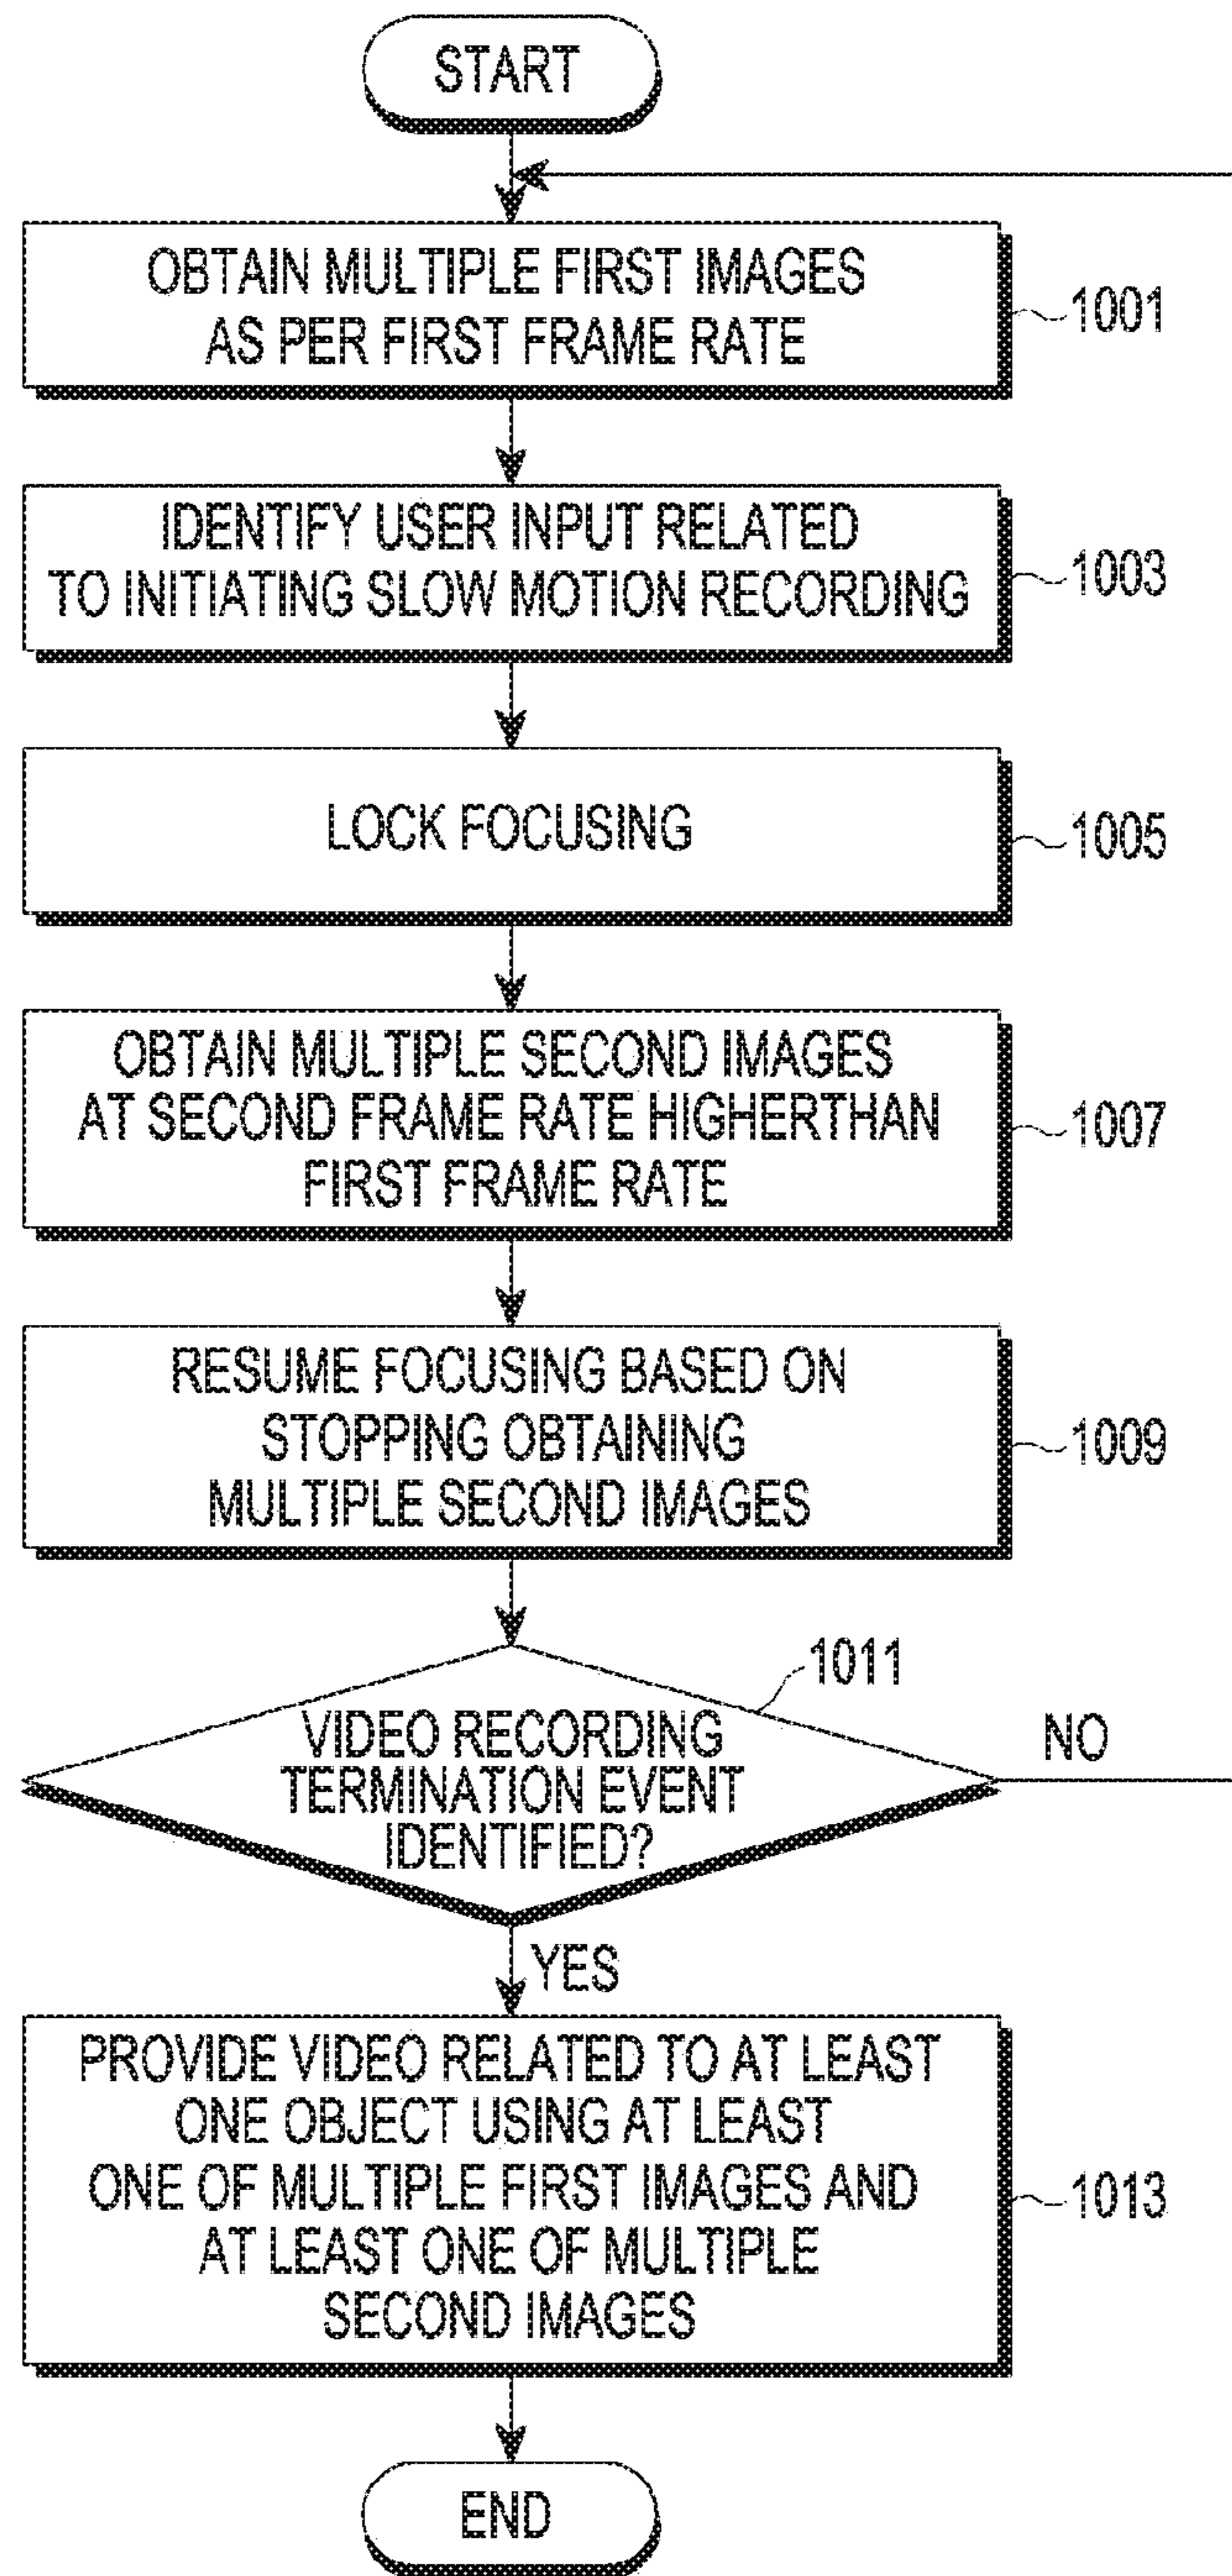 START
OBTAIN MULTIPLE FIRST IMAGES
AS PER FIRST FRAME RATE
1001
IDENTIFY USER INPUT RELATED
TO INITIATING SLOW MOTION RECORDING
1003
LOCK FOCUSING
1005
OBTAIN MULTIPLE SECOND IMAGES
AT SECOND FRAME RATE HIGHERTHAN
FIRST FRAME RATE
1007
RESUME FOCUSING BASED ON
STOPPING OBTAINING
MULTIPLE SECOND IMAGES
1009
1011
VIDEO RECORDING
TERMINATION EVENT
IDENTIFIED?
NO
YES
PROVIDE VIDEO RELATED TO AT LEAST
ONE OBJECT USING AT LEAST
ONE OF MULTIPLE FIRST IMAGES AND
AT LEAST ONE OF MULTIPLE
SECOND IMAGES
1013
END